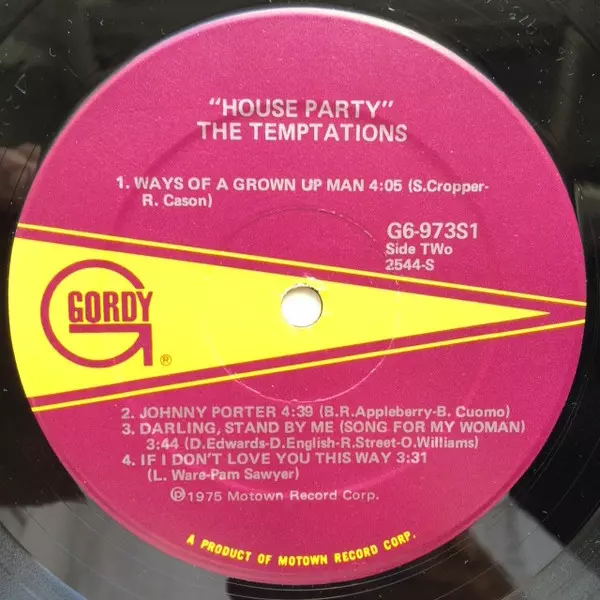 "HOUSE PARTY"
THE TEMPTATIONS
1. WAYS OF A GROWN UP MAN 4:05 (S.Cropper-
R. Cason)
G6-973S1
Side TWo
2544-S
GORDY
®
2. JOHNNY PORTER 4:39 (B.R.Appleberry-B. Cuomo)
3. DARLING, STAND BY ME (SONG FOR MY WOMAN)
3:44 (D.Edwards-D.English-R.Street-O.Williams)
4. IF I DON'T LOVE YOU THIS WAY 3:31
(L. Ware-Pam Sawyer)
℗1975 Motown Record Corp.
A PRODUCT OF MOTOWN RECORD CORP.